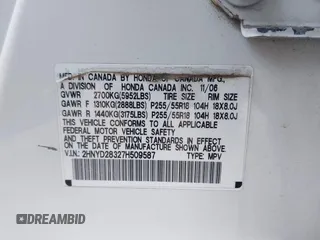 MFD. IN CANADA BY HONDA OF CANADA MFG.,
A DIVISION OF HONDA CANADA INC. 11/06
GVWR 2700KG(5952LBS) TIRE SIZE RIM SIZE
GAWR F 1310KG(2888LBS) P255/55R18 104H 18X8.0J
GAWR R 1440KG(3175LBS) P255/55R18 104H 18X8.0J
THIS VEHICLE CONFORMS TO ALL APPLICABLE
FEDERAL MOTOR VEHICLE SAFETY AND
THEFT PREVENTION STANDARDS IN EFFECT ON
THE DATE OF MANUFACTURE SHOWN ABOVE.
V.I.N.: 2HNYD28327H509587 TYPE: MPV